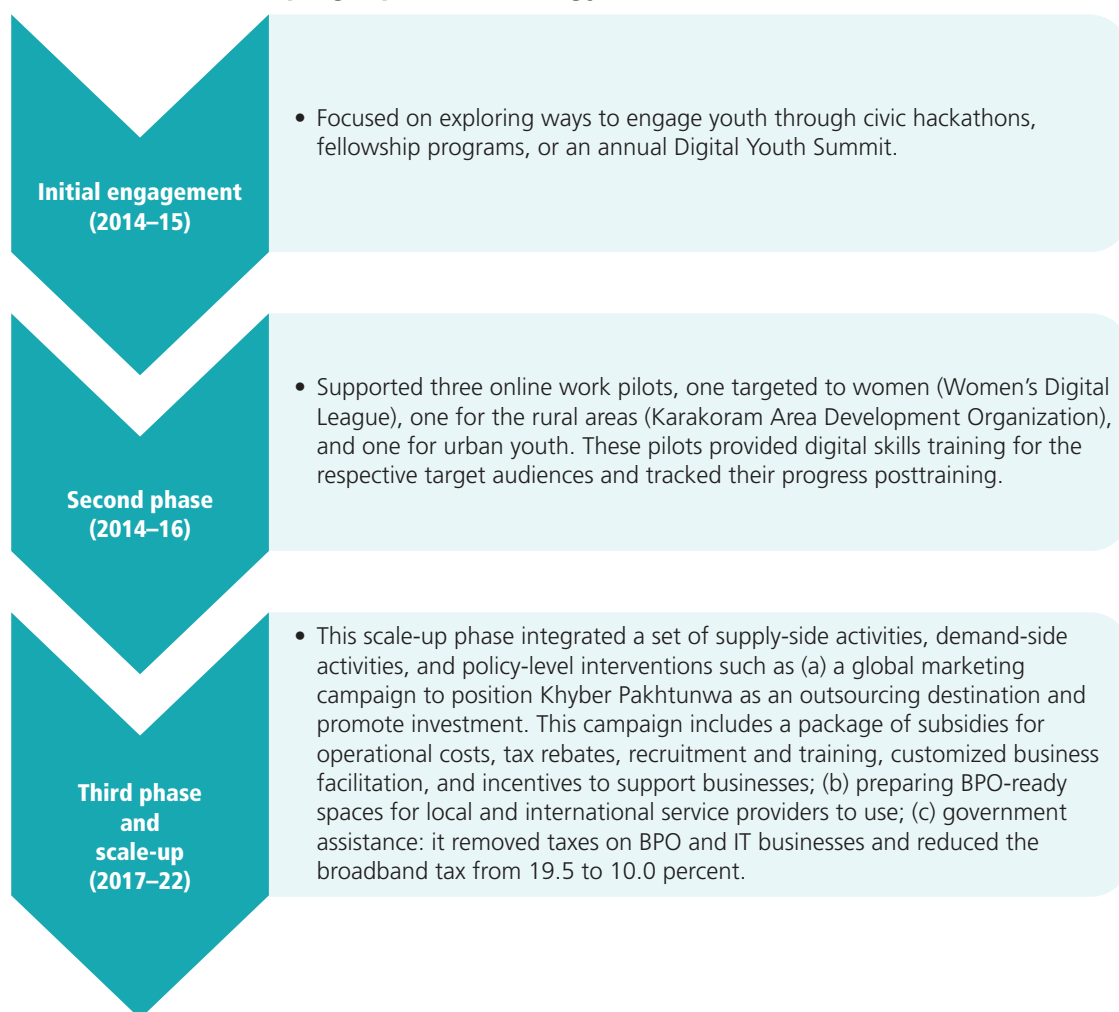 Initial engagement
(2014–15)
• Focused on exploring ways to engage youth through civic hackathons,
fellowship programs, or an annual Digital Youth Summit.
Second phase
(2014–16)
• Supported three online work pilots, one targeted to women (Women’s Digital
League), one for the rural areas (Karakoram Area Development Organization),
and one for urban youth. These pilots provided digital skills training for the
respective target audiences and tracked their progress posttraining.
Third phase
and
scale-up
(2017–22)
• This scale-up phase integrated a set of supply-side activities, demand-side
activities, and policy-level interventions such as (a) a global marketing
campaign to position Khyber Pakhtunwa as an outsourcing destination and
promote investment. This campaign includes a package of subsidies for
operational costs, tax rebates, recruitment and training, customized business
facilitation, and incentives to support businesses; (b) preparing BPO-ready
spaces for local and international service providers to use; (c) government
assistance: it removed taxes on BPO and IT businesses and reduced the
broadband tax from 19.5 to 10.0 percent.